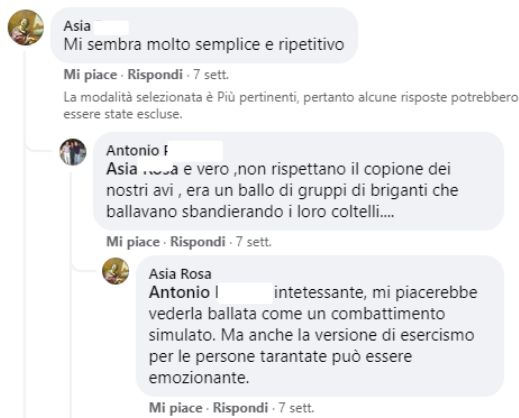 Asia
Mi sembra molto semplice e ripetitivo
Mi piace · Rispondi · 7 sett.
La modalità selezionata è Più pertinenti, pertanto alcune risposte potrebbero
essere state escluse.
Antonio
Asia Rosa e vero ,non rispettano il copione dei
nostri avi , era un ballo di gruppi di briganti che
ballavano sbandierando i loro coltelli....
Mi piace · Rispondi · 7 sett.
Asia Rosa
Antonio intetessante, mi piacerebbe
vederla ballata come un combattimento
simulato. Ma anche la versione di esercismo
per le persone tarantate può essere
emozionante.
Mi piace · Rispondi · 7 sett.